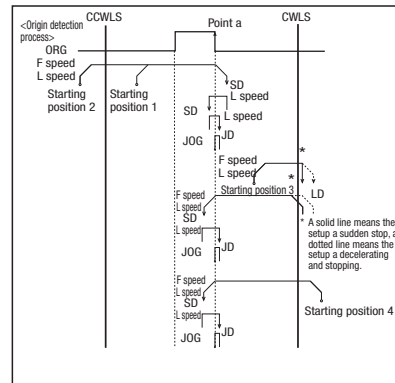 CCWLS
Point a
CWLS
<Origin detection
process>
ORG
F speed
L speed
Starting
position 2
Starting
position 1
SD
L speed
SD
L speed
JOG
JD
F speed
L speed
*
*
Starting position 3
LD
F speed
L speed
SD
* A solid line means the
setup a sudden stop, a
dotted line means the
setup a decelerating
and stopping.
L speed
JOG
JD
F speed
L speed
SD
Starting position 4
L speed
JOG
JD